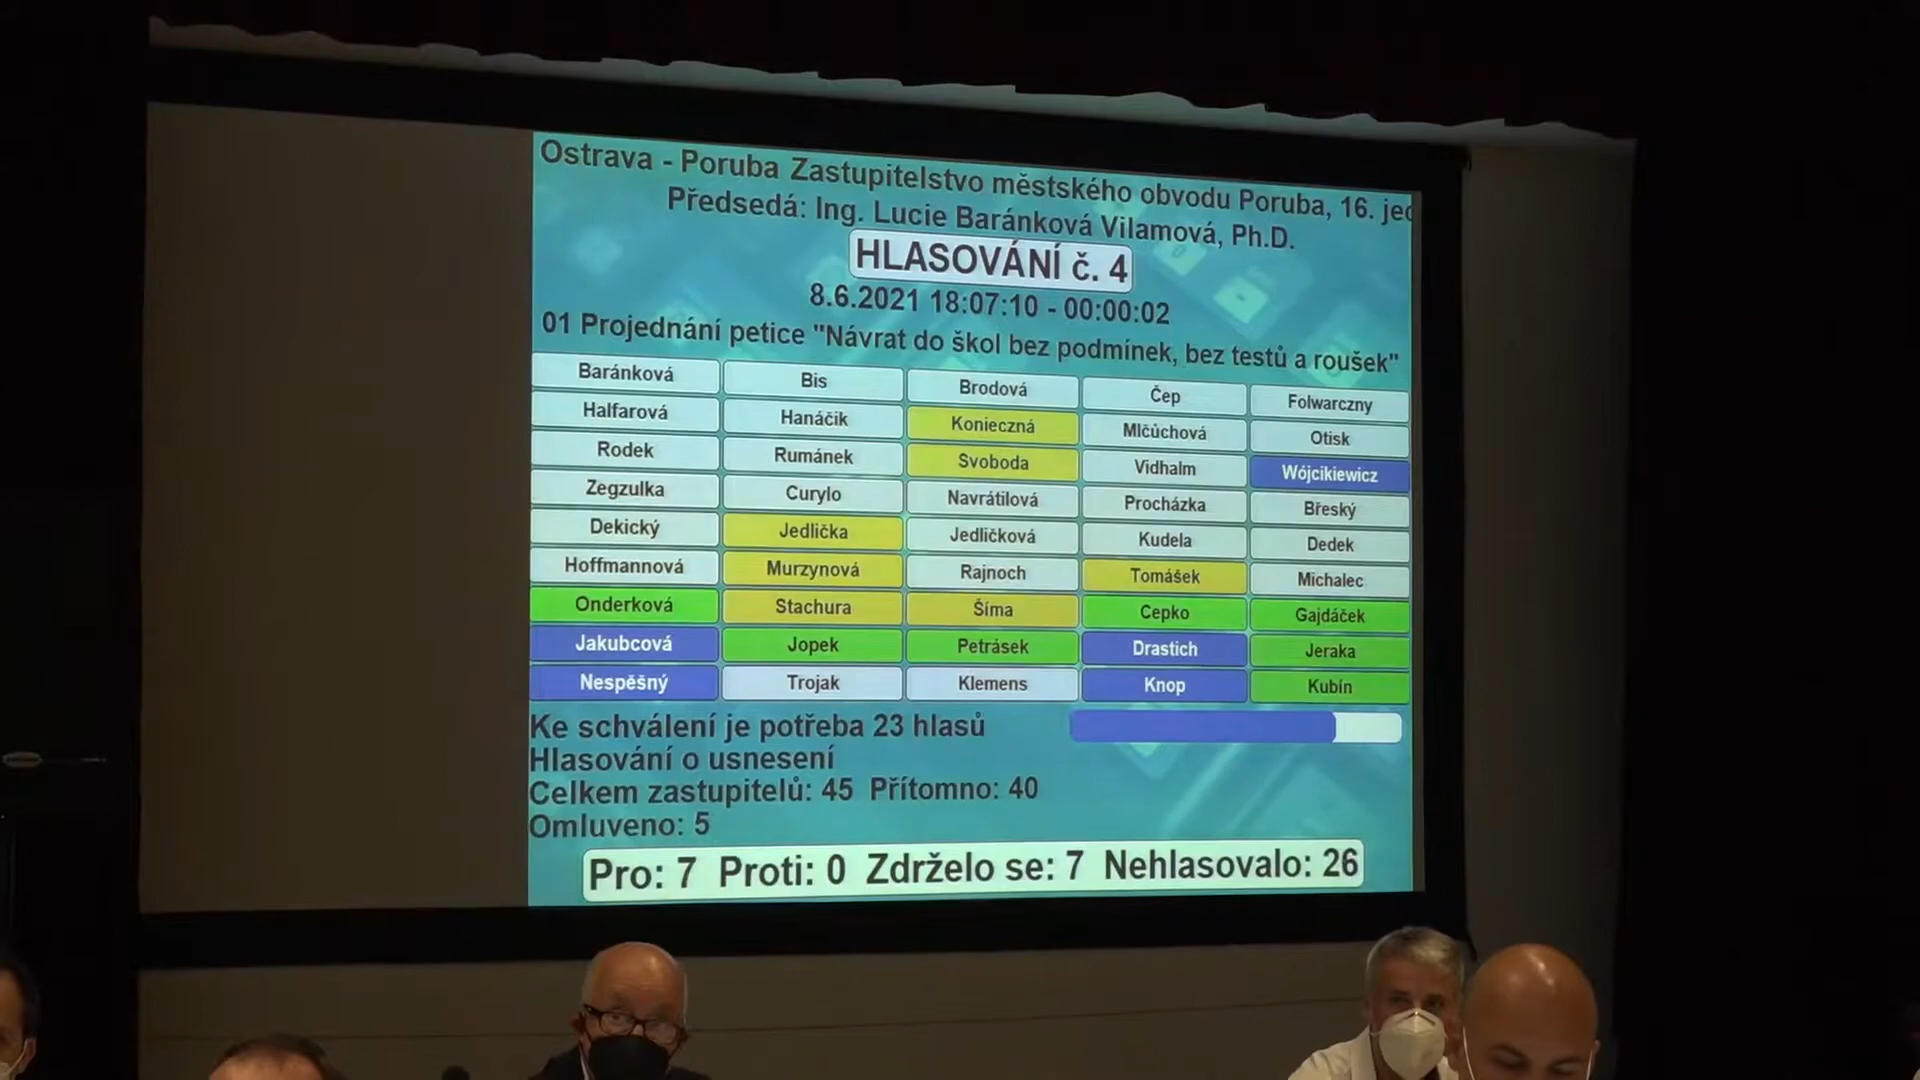 Ostrava - Poruba Zastupitelstvo městského obvodu Poruba, 16. jed
Předsedá: Ing. Lucie Baránková Vilamová, Ph.D.
HLASOVÁNÍ č. 4
8.6.2021 18:07:10 - 00:00:02
01 Projednání petice "Návrat do škol bez podmínek, bez testů a roušek"
Baránková Bis Brodová Čep Folwarczny
Halfarová Hanáčik Konieczná Mlčůchová Otisk
Rodek Rumánek Svoboda Vidhalm Wójcikiewicz
Zegzulka Curylo Navrátilová Procházka Břeský
Dekický Jedlička Jedličková Kudela Dedek
Hoffmannová Murzynová Rajnoch Tomášek Michalec
Onderková Stachura Šíma Cepko Gajdáček
Jakubcová Jopek Petrásek Drastich Jeraka
Nespěšný Trojak Klemens Knop Kubín
Ke schválení je potřeba 23 hlasů
Hlasování o usnesení
Celkem zastupitelů: 45 Přítomno: 40
Omluveno: 5
Pro: 7 Proti: 0 Zdrželo se: 7 Nehlasovalo: 26